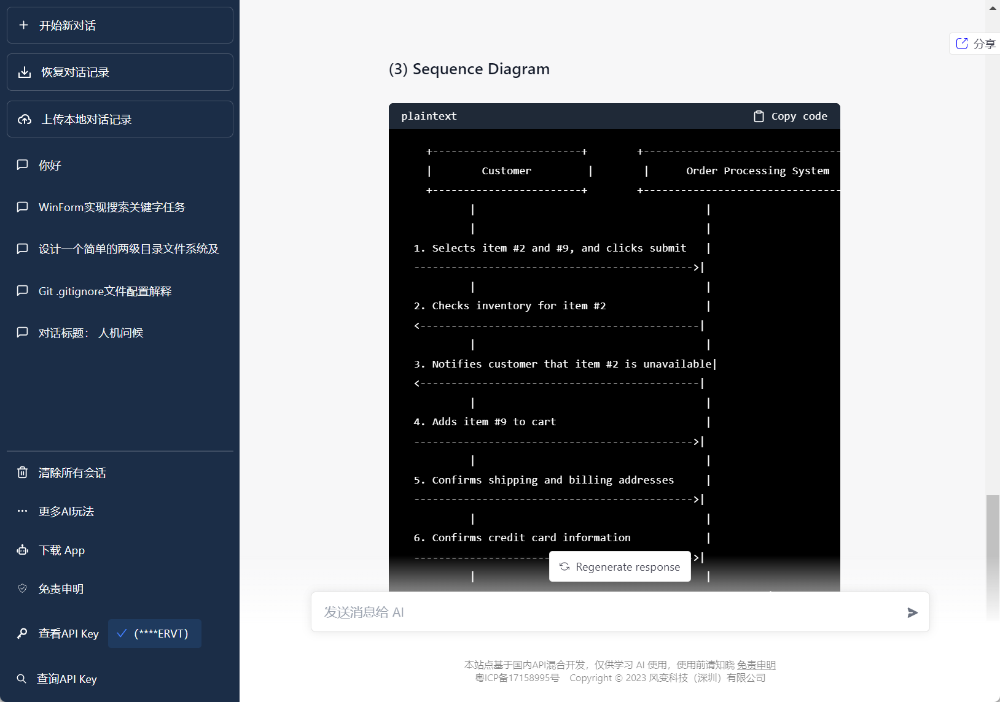 开始新对话
恢复对话记录
上传本地对话记录
你好
WinForm实现搜索关键字任务
设计一个简单的两级目录文件系统及
Git .gitignore文件配置解释
对话标题： 人机问候
清除所有会话
更多AI玩法
下载 App
免责申明
查看API Key (****ERVT)
查询API Key
分享
(3) Sequence Diagram
plaintext Copy code
+------------------------+        +--------------------------------
|        Customer         |        |      Order Processing System
+------------------------+        +--------------------------------
|                                     |
|                                     |
1. Selects item #2 and #9, and clicks submit   |
--------------------------------------------->|
|                                     |
2. Checks inventory for item #2                |
<---------------------------------------------|
|                                     |
3. Notifies customer that item #2 is unavailable|
<---------------------------------------------|
|                                     |
4. Adds item #9 to cart                        |
--------------------------------------------->|
|                                     |
5. Confirms shipping and billing addresses     |
--------------------------------------------->|
|                                     |
6. Confirms credit card information            |
---------------------->|
|                                     |
Regenerate response
发送消息给 AI
本站点基于国内API混合开发，仅供学习 AI 使用，使用前请知晓 免责申明
粤ICP备17158995号 Copyright © 2023 风变科技（深圳）有限公司